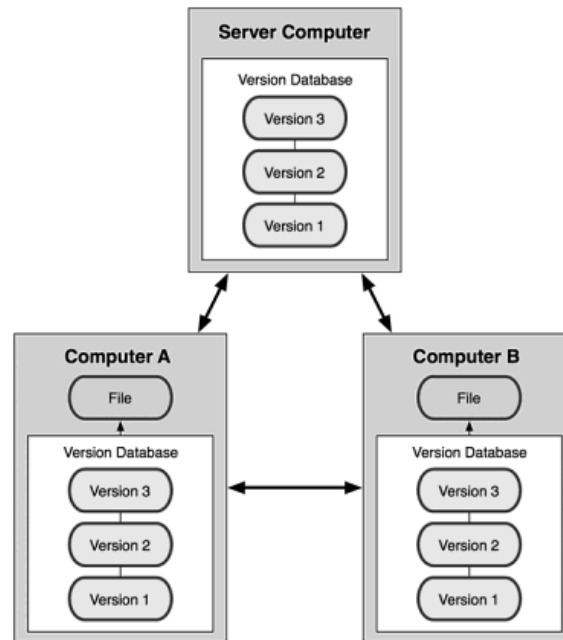 Server Computer
Version Database
Version 3
Version 2
Version 1
Computer A
File
Version Database
Version 3
Version 2
Version 1
Computer B
File
Version Database
Version 3
Version 2
Version 1